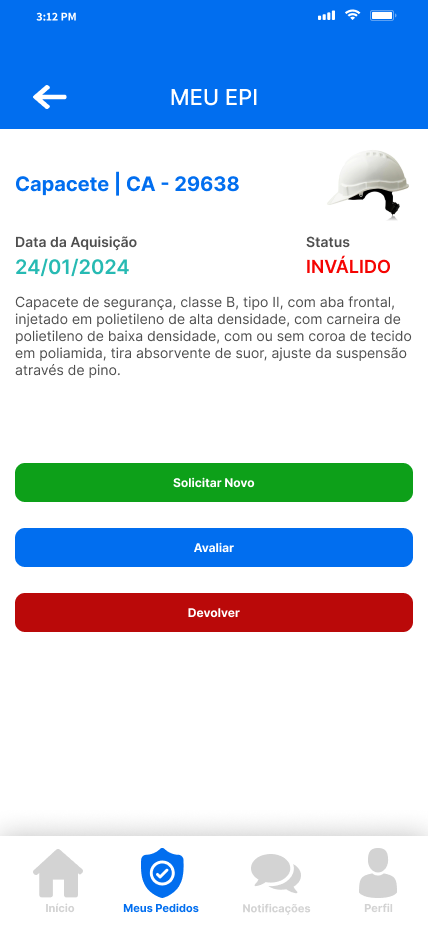 3:12 PM
MEU EPI
Capacete | CA - 29638
Data da Aquisição
Status
24/01/2024
INVÁLIDO
Capacete de segurança, classe B, tipo II, com aba frontal,
injetado em polietileno de alta densidade, com carneira de
polietileno de baixa densidade, com ou sem coroa de tecido
em poliamida, tira absorvente de suor, ajuste da suspensão
através de pino.
Solicitar Novo
Avaliar
Devolver
Início
Meus Pedidos
Notificações
Perfil